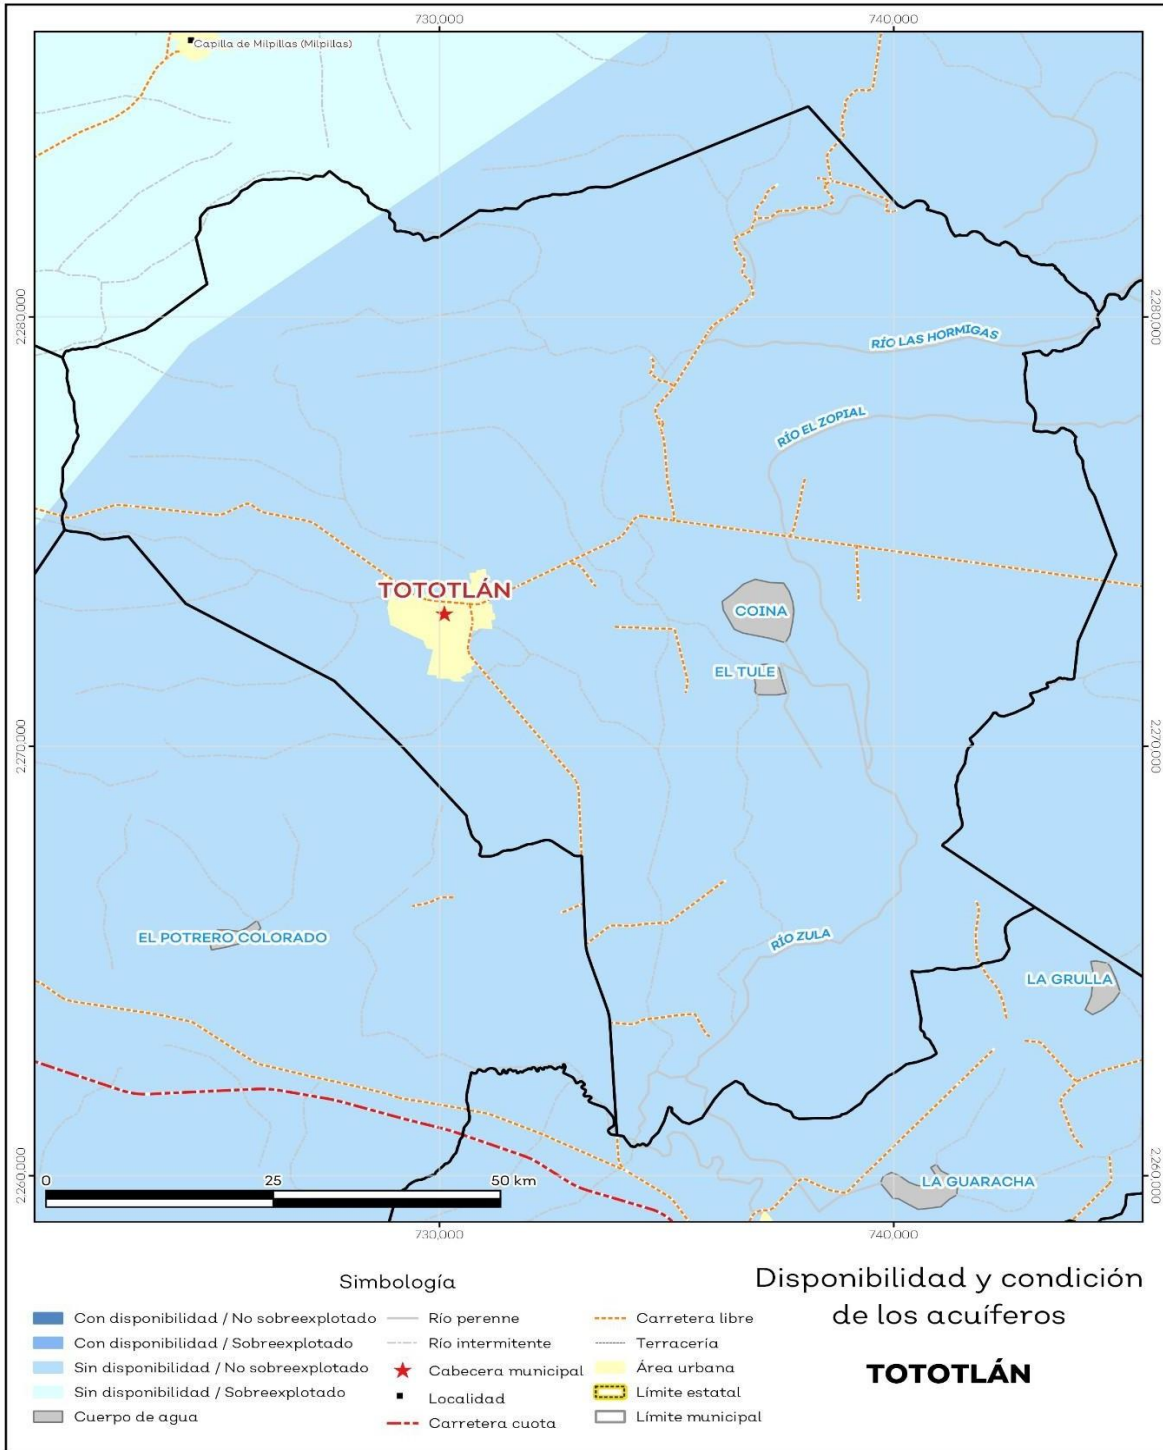 730,000
740,000
Capilla de Milpillas (Milpillas)
2,280,000
2,280,000
RÍO LAS HORMIGAS
RÍO EL ZOPIAL
TOTOTLÁN
COINA
EL TULE
2,270,000
2,270,000
EL POTRERO COLORADO
RÍO ZULA
LA GRULLA
2,260,000
2,260,000
LA GUARACHA
0 25 50 km
730,000
740,000
Simbología
Con disponibilidad / No sobreexplotado
Con disponibilidad / Sobreexplotado
Sin disponibilidad / No sobreexplotado
Sin disponibilidad / Sobreexplotado
Cuerpo de agua
Río perenne
Río intermitente
Cabecera municipal
Localidad
Carretera cuota
Carretera libre
Terracería
Área urbana
Límite estatal
Límite municipal
Disponibilidad y condición
de los acuíferos
TOTOTLÁN